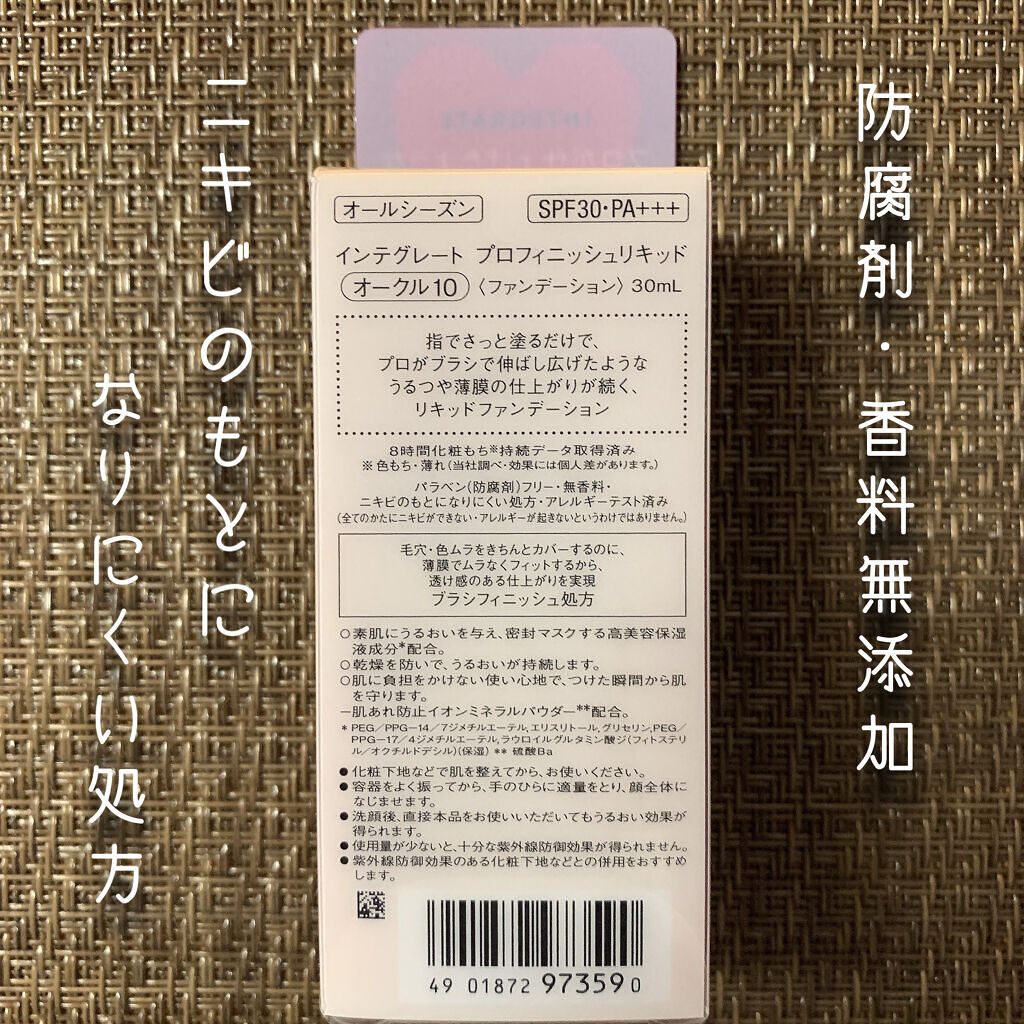 防腐剤・香料無添加
ニキビのもとに
なりにくい処方
INTEGRATE
オールシーズン
SPF30・PA+++
インテグレート プロフィニッシュリキッド
オークル10 〈ファンデーション〉 30mL
指でさっと塗るだけで、
プロがブラシで伸ばし広げたような
うるつや薄膜の仕上がりが続く、
リキッドファンデーション
8時間化粧もち※持続データ取得済み
※色もち・薄れ(当社調べ・効果には個人差があります。)
パラベン(防腐剤)フリー・無香料・
ニキビのもとになりにくい処方・アレルギーテスト済み
(全てのかたにニキビができない・アレルギーが起きないというわけではありません。)
毛穴・色ムラをきちんとカバーするのに、
薄膜でムラなくフィットするから、
透け感のある仕上がりを実現
ブラシフィニッシュ処方
○素肌にうるおいを与え、密封マスクする高美容保湿
液成分*配合。
○乾燥を防いで、うるおいが持続します。
○肌に負担をかけない使い心地で、つけた瞬間から肌
を守ります。
―肌あれ防止イオンミネラルパウダー**配合。
* PEG/PPG-14/7ジメチルエーテル,エリスリトール,グリセリン,PEG/
PPG-17/4ジメチルエーテル,ラウロイルグルタミン酸ジ(フィトステリ
ル/オクチルドデシル)(保湿) ** 硫酸Ba
●化粧下地などで肌を整えてから、お使いください。
●容器をよく振ってから、手のひらに適量をとり、顔全体に
なじませます。
●洗顔後、直接本品をお使いいただいてもうるおい効果が
得られます。
●使用量が少ないと、十分な紫外線防御効果が得られません。
●紫外線防御効果のある化粧下地などとの併用をおすすめ
します。
49 01872 97359 0